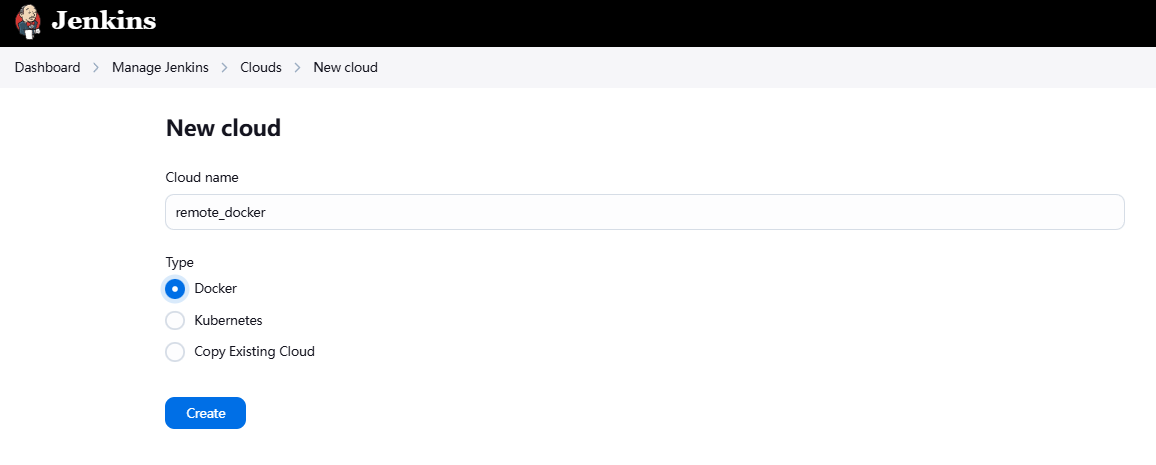 Jenkins
Dashboard > Manage Jenkins > Clouds > New cloud
New cloud
Cloud name
remote_docker
Type
Docker
Kubernetes
Copy Existing Cloud
Create